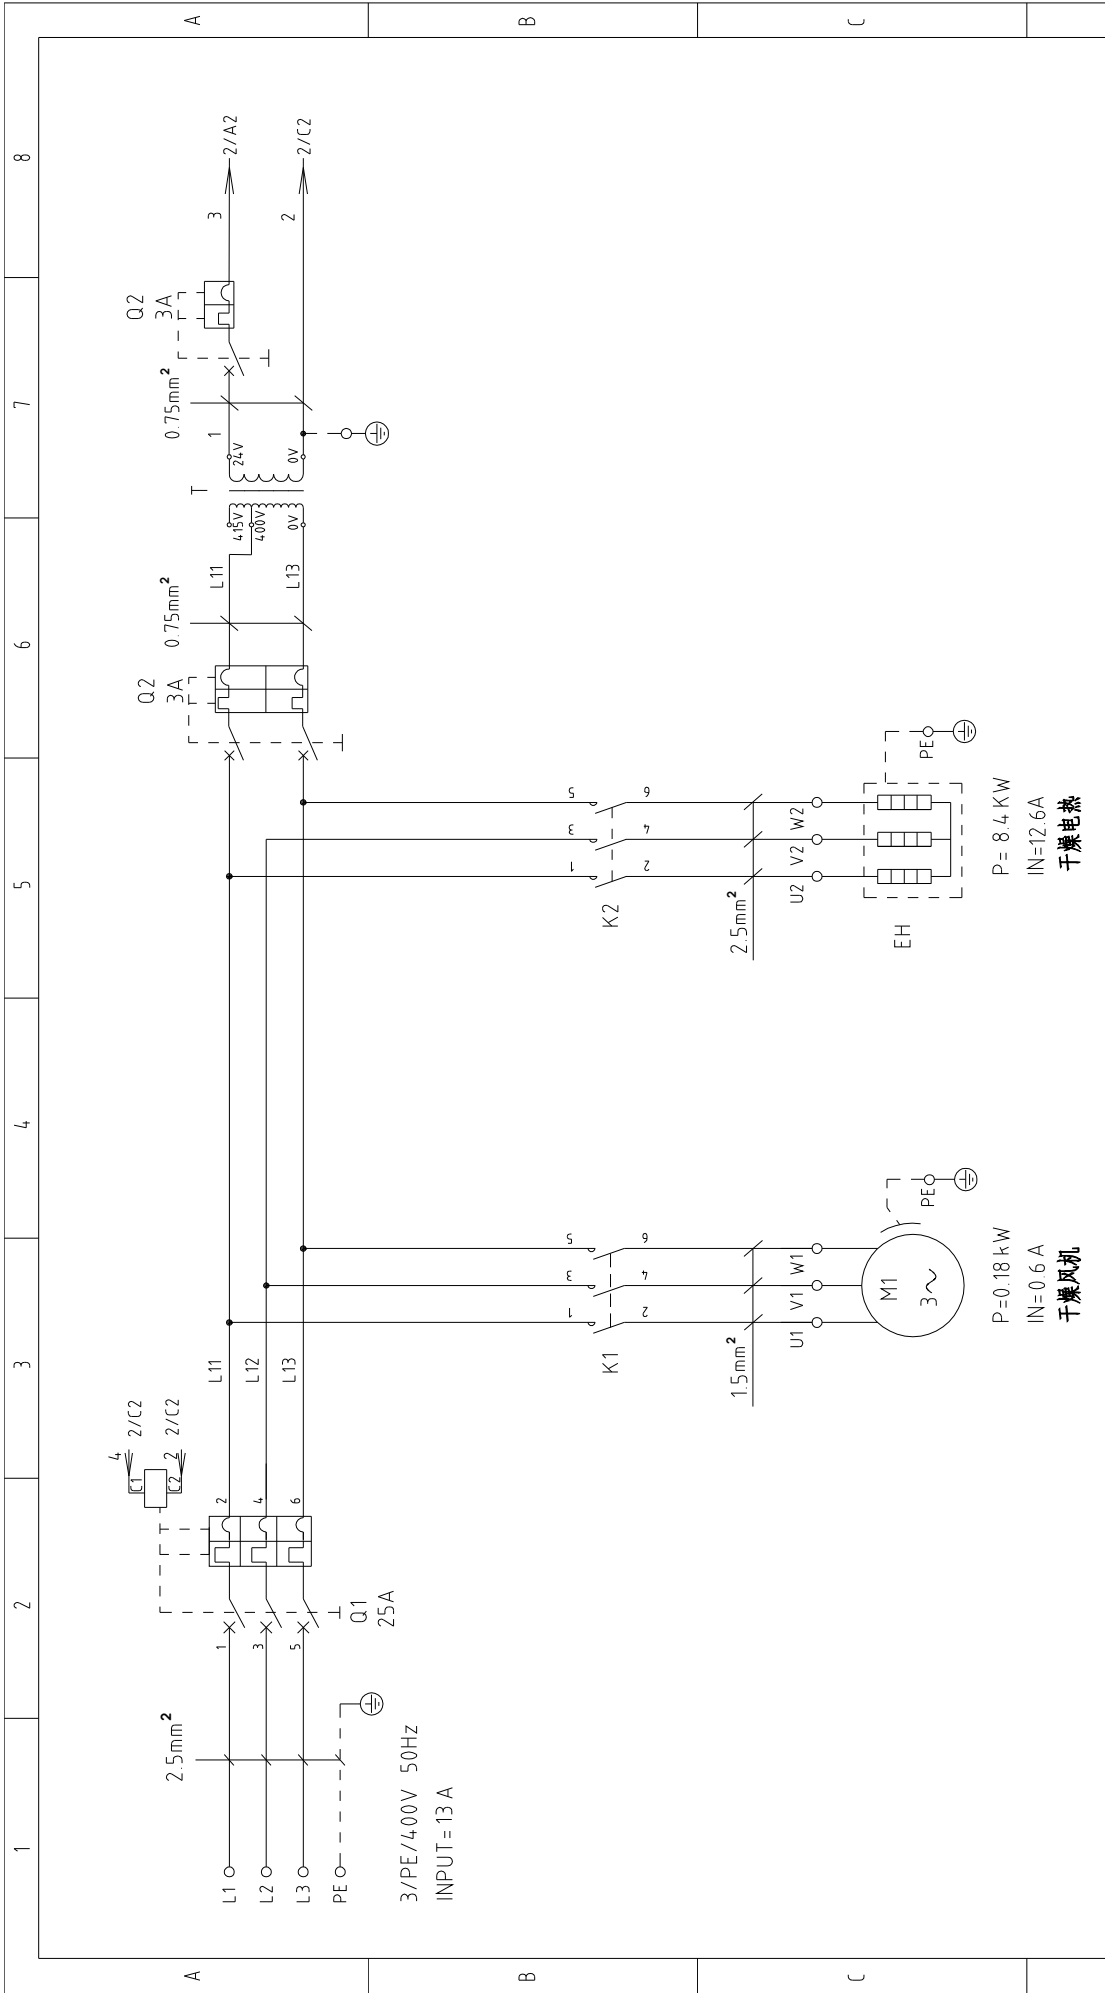 1
2
3
4
5
6
7
8
A
B
C
A
B
C
L1
L2
L3
PE
2.5mm²
3/PE/400V 50Hz
INPUT=13 A
1
3
5
Q1
25A
2
4
6
C1
C2
4
2/C2
2
2/C2
L11
L12
L13
1
3
5
K1
2
4
6
1.5mm²
U1
V1
W1
PE
M1
3~
P=0.18kW
IN=0.6 A
干燥风机
1
3
5
K2
2
4
6
2.5mm²
U2
V2
W2
PE
EH
P= 8.4 KW
IN=12.6A
干燥电热
Q2
3A
0.75mm²
L11
L13
T
415V
400V
0V
24V
0V
1
0.75mm²
Q2
3A
3
2/A2
2
2/C2